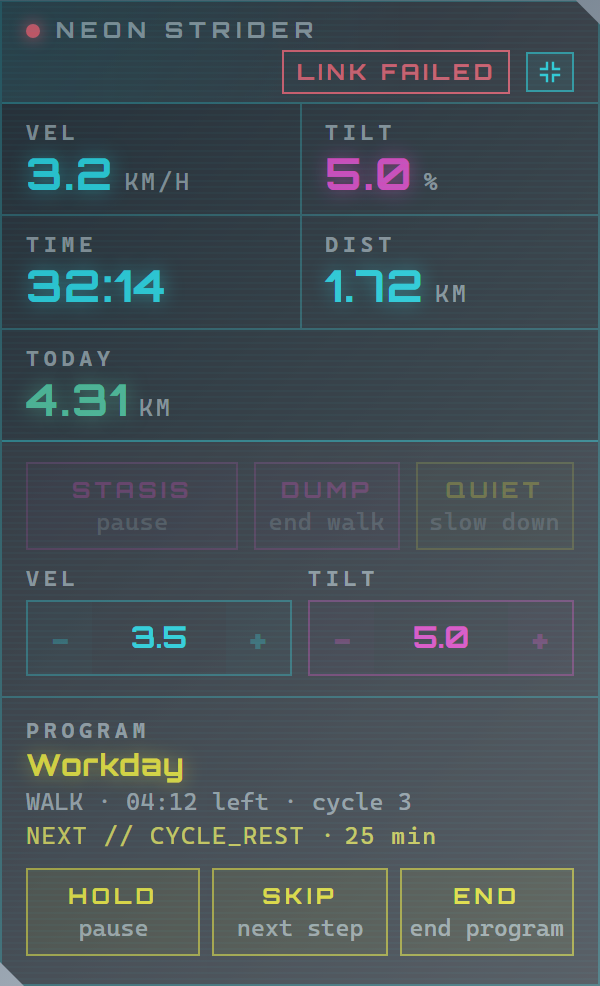 NEON STRIDER
LINK FAILED
VEL
3.2 KM/H
TILT
5.0 %
TIME
32:14
DIST
1.72 KM
TODAY
4.31 KM
STASIS
pause
DUMP
end walk
QUIET
slow down
VEL
- 3.5 +
TILT
- 5.0 +
PROGRAM
Workday
WALK · 04:12 left · cycle 3
NEXT // CYCLE_REST · 25 min
HOLD
pause
SKIP
next step
END
end program